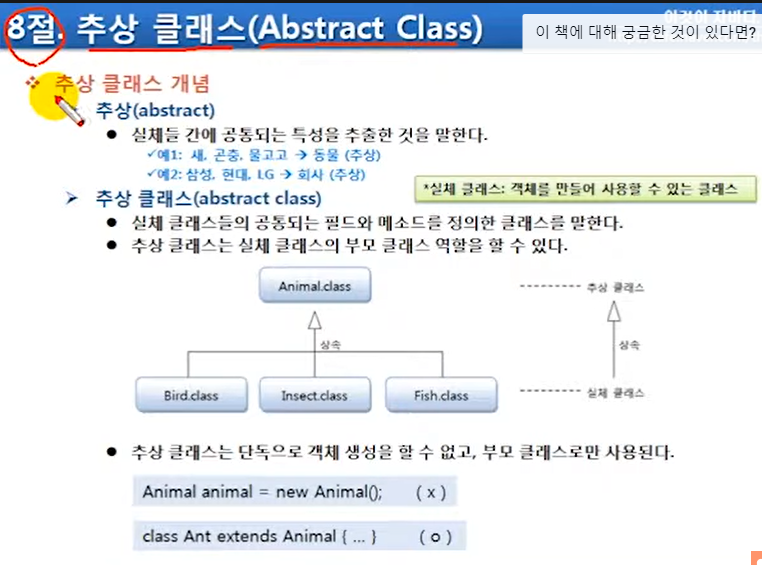 이것이 자바다.
8절. 추상 클래스(Abstract Class)
이 책에 대해 궁금한 것이 있다면?
추상 클래스 개념
추상(abstract)
실체들 간에 공통되는 특성을 추출한 것을 말한다.
✓예1: 새, 곤충, 물고고 → 동물 (추상)
✓예2: 삼성, 현대, LG → 회사 (추상)
추상 클래스(abstract class)
*실체 클래스: 객체를 만들어 사용할 수 있는 클래스
실체 클래스들의 공통되는 필드와 메소드를 정의한 클래스를 말한다.
추상 클래스는 실체 클래스의 부모 클래스 역할을 할 수 있다.
Animal.class
추상 클래스
상속
상속
Bird.class
Insect.class
Fish.class
실체 클래스
추상 클래스는 단독으로 객체 생성을 할 수 없고, 부모 클래스로만 사용된다.
Animal animal = new Animal(); ( x )
class Ant extends Animal { ... } ( o )